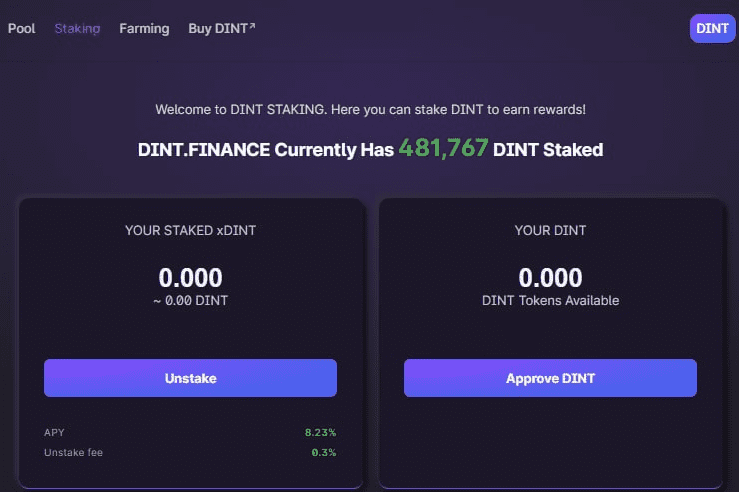 Pool Staking Farming Buy DINT↗ DINT
Welcome to DINT STAKING. Here you can stake DINT to earn rewards!
DINT.FINANCE Currently Has 481,767 DINT Staked
YOUR STAKED xDINT
0.000
~ 0.00 DINT
Unstake
APY 8.23%
Unstake fee 0.3%
YOUR DINT
0.000
DINT Tokens Available
Approve DINT